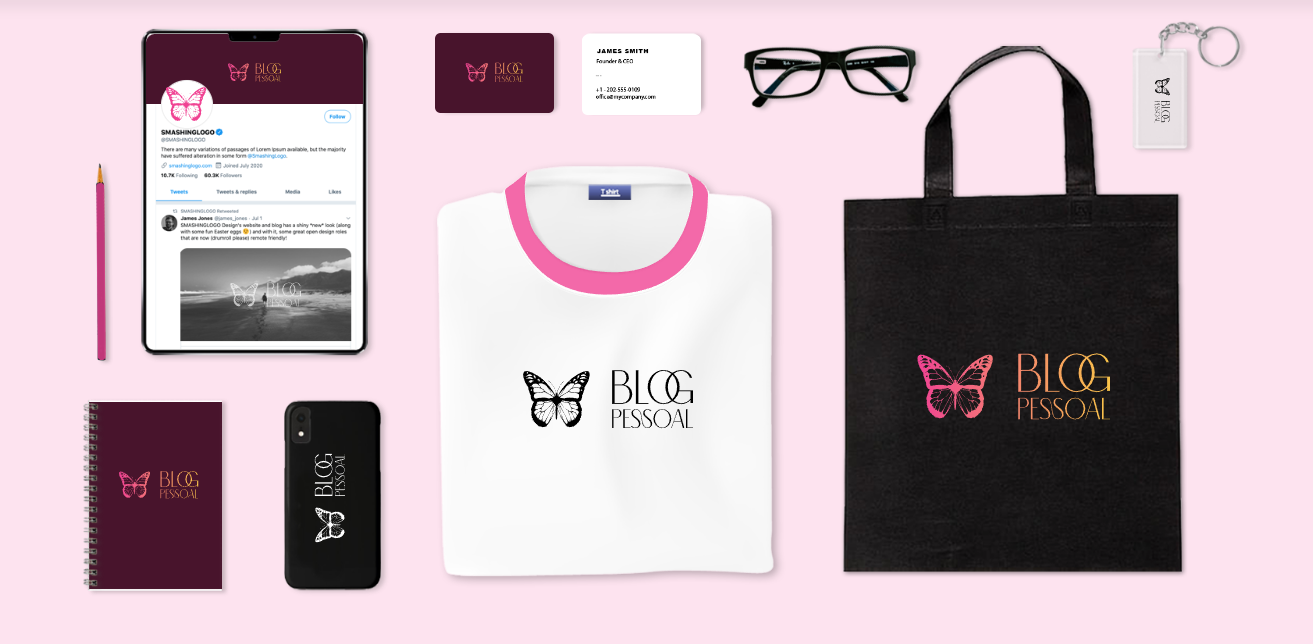 BLOG
PESSOAL
Follow
SMASHINGLOGO
@SMASHINGLOGO
There are many variations of passages of Lorem Ipsum available, but the majority
have suffered alteration in some form @SmashingLogo.
smashinglogo.com Joined July 2020
10.7K Following 60.3K Followers
Tweets Tweets & replies Media Likes
SMASHINGLOGO Retweeted
James Jones @james_jones · Jul 1
SMASHINGLOGO Design's website and blog has a shiny *new* look (along
with some fun Easter eggs 😉) and with it, some great open design roles
that are now (drumroll please) remote friendly!
BLOG
PESSOAL
BLOG
PESSOAL
JAMES SMITH
Founder & CEO
---
+1 - 202-555-0109
office@mycompany.com
BLOG
PESSOAL
T shirt
BLOG
PESSOAL
BLOG
PESSOAL
BLOG
PESSOAL
BLOG
PESSOAL